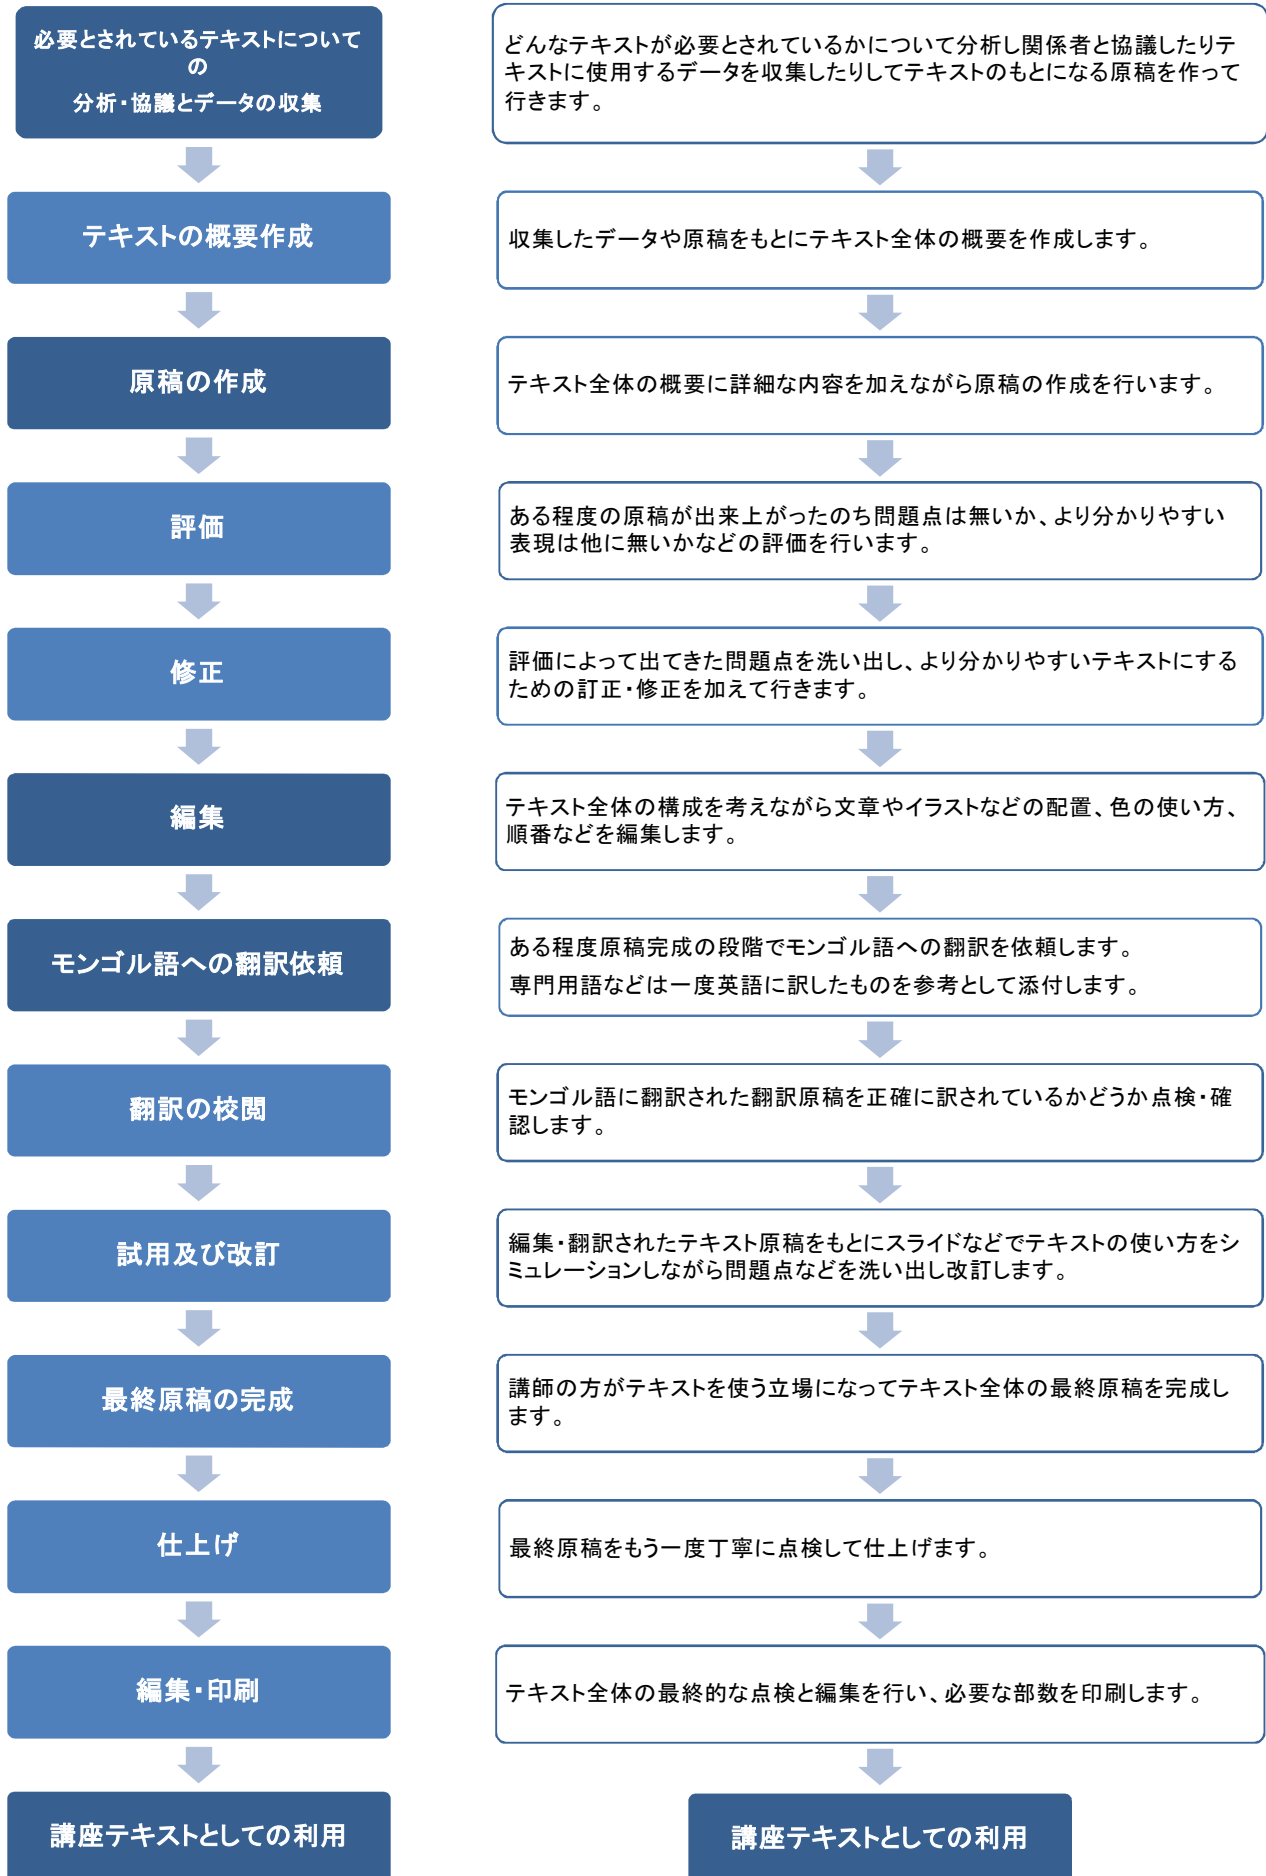 必要とされているテキストについて
の
分析・協議とデータの収集
どんなテキストが必要とされているかについて分析し関係者と協議したりテ
キストに使用するデータを収集したりしてテキストのもとになる原稿を作って
行きます。
テキストの概要作成
収集したデータや原稿をもとにテキスト全体の概要を作成します。
原稿の作成
テキスト全体の概要に詳細な内容を加えながら原稿の作成を行います。
評価
ある程度の原稿が出来上がったのち問題点は無いか、より分かりやすい
表現は他に無いかなどの評価を行います。
修正
評価によって出てきた問題点を洗い出し、より分かりやすいテキストにする
ための訂正・修正を加えて行きます。
編集
テキスト全体の構成を考えながら文章やイラストなどの配置、色の使い方、
順番などを編集します。
モンゴル語への翻訳依頼
ある程度原稿完成の段階でモンゴル語への翻訳を依頼します。
専門用語などは一度英語に訳したものを参考として添付します。
翻訳の校閲
モンゴル語に翻訳された翻訳原稿を正確に訳されているかどうか点検・確
認します。
試用及び改訂
編集・翻訳されたテキスト原稿をもとにスライドなどでテキストの使い方をシ
ミュレーションしながら問題点などを洗い出し改訂します。
最終原稿の完成
講師の方がテキストを使う立場になってテキスト全体の最終原稿を完成し
ます。
仕上げ
最終原稿をもう一度丁寧に点検して仕上げます。
編集・印刷
テキスト全体の最終的な点検と編集を行い、必要な部数を印刷します。
講座テキストとしての利用
講座テキストとしての利用